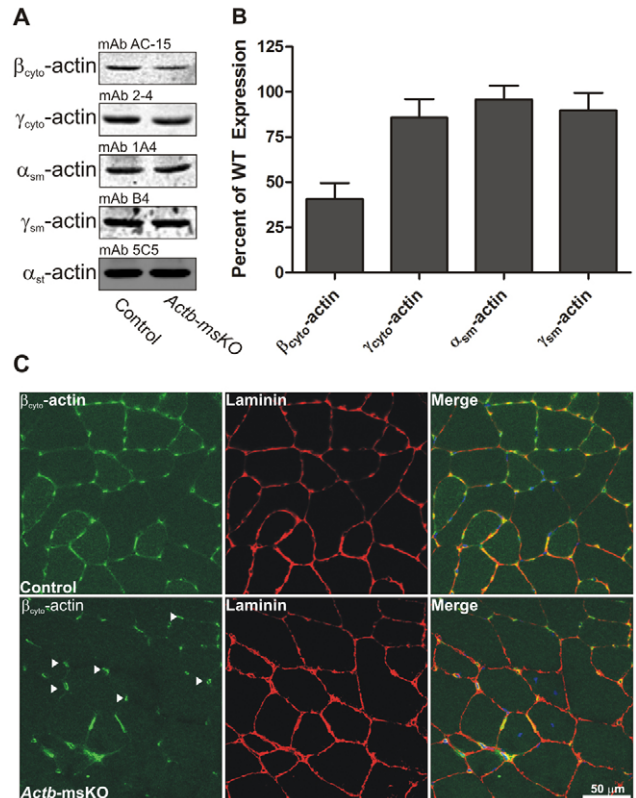 A
mAb AC-15
βcyto-actin
mAb 2-4
γcyto-actin
mAb 1A4
αsm-actin
mAb B4
γsm-actin
mAb 5C5
αst-actin
Control
Actb-msKO
B
Percent of WT Expression
125
100
75
50
25
0
βcyto-actin
γcyto-actin
αsm-actin
γsm-actin
C
βcyto-actin
Laminin
Merge
Control
βcyto-actin
Laminin
Merge
Actb-msKO
50 μm